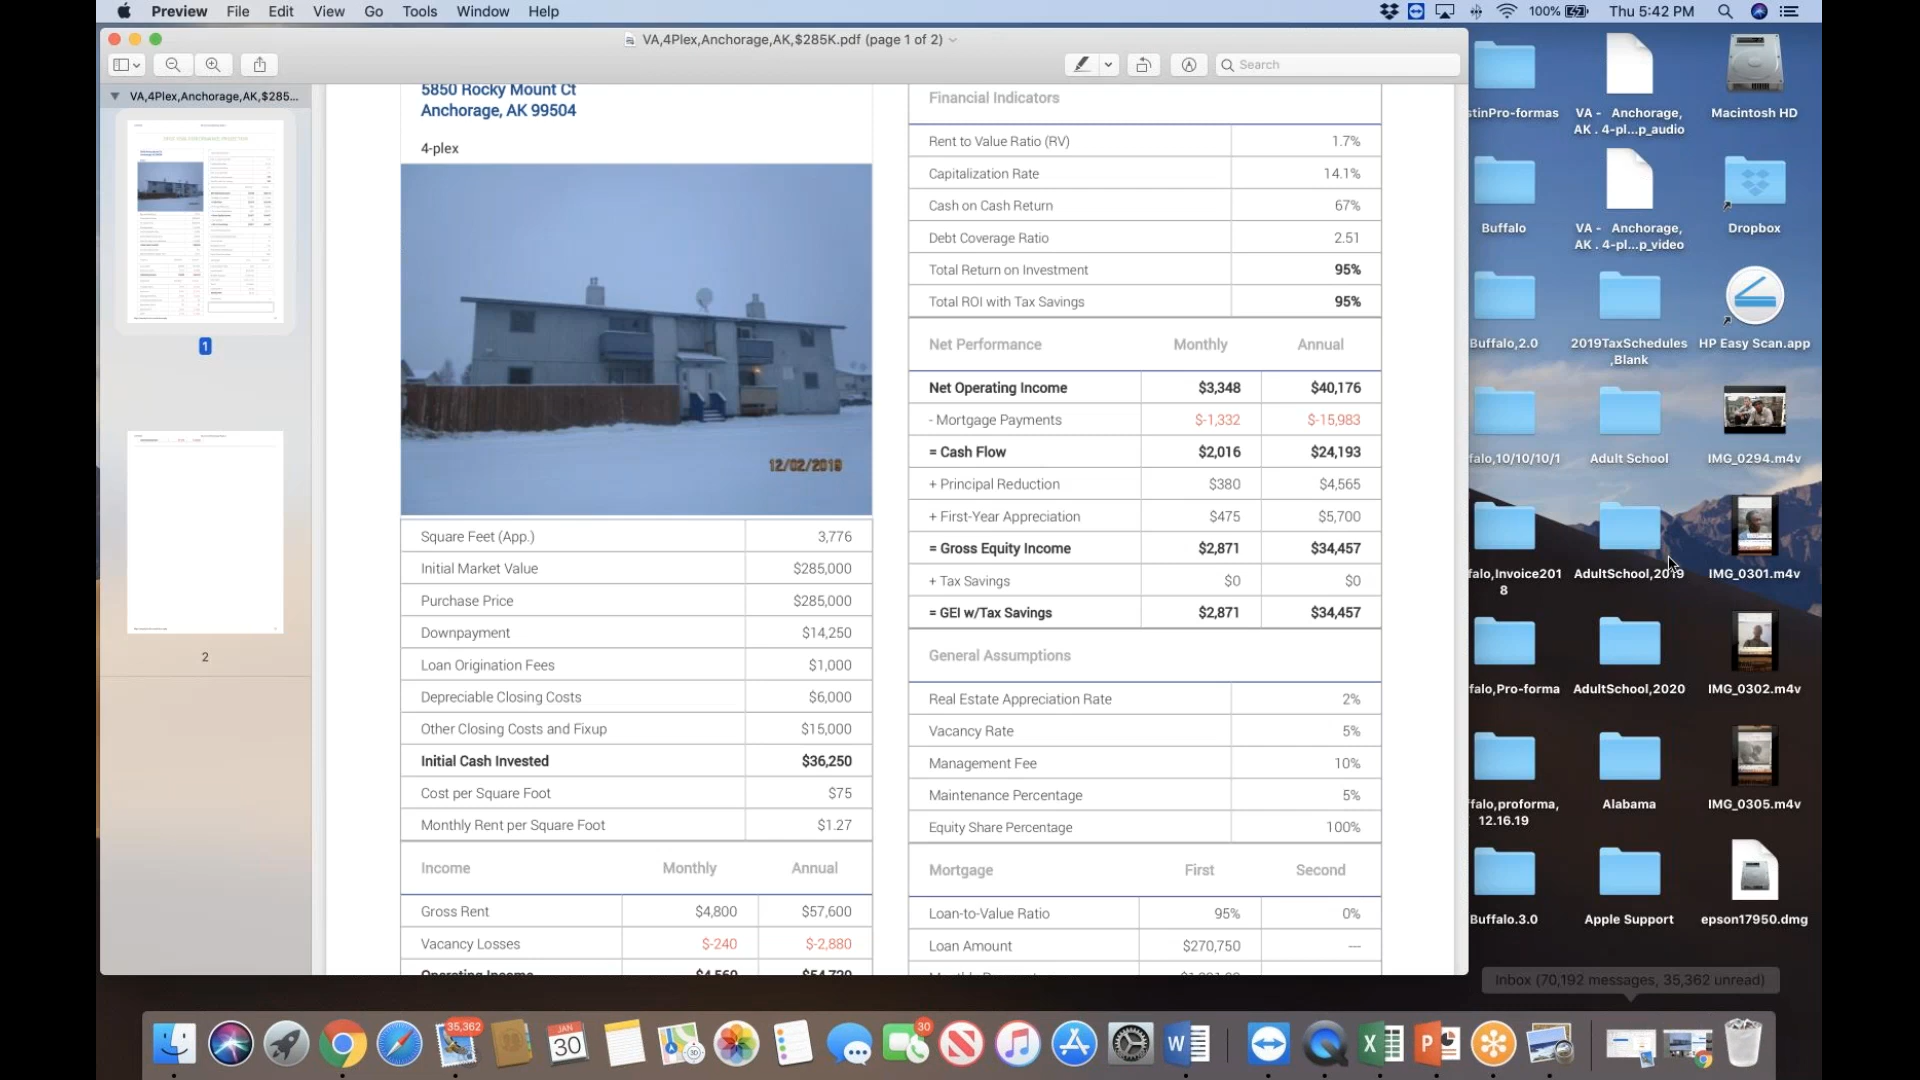 Preview File Edit View Go Tools Window Help
100% Thu 5:42 PM
VA,4Plex,Anchorage,AK,$285K.pdf (page 1 of 2)
Search
VA,4Plex,Anchorage,AK,$285...
1
2
5850 Rocky Mount Ct
Anchorage, AK 99504
4-plex
12/02/2019
Square Feet (App.) 3,776
Initial Market Value $285,000
Purchase Price $285,000
Downpayment $14,250
Loan Origination Fees $1,000
Depreciable Closing Costs $6,000
Other Closing Costs and Fixup $15,000
Initial Cash Invested $36,250
Cost per Square Foot $75
Monthly Rent per Square Foot $1.27
Income Monthly Annual
Gross Rent $4,800 $57,600
Vacancy Losses $-240 $-2,880
Operating Income $4,560 $54,720
Financial Indicators
Rent to Value Ratio (RV) 1.7%
Capitalization Rate 14.1%
Cash on Cash Return 67%
Debt Coverage Ratio 2.51
Total Return on Investment 95%
Total ROI with Tax Savings 95%
Net Performance Monthly Annual
Net Operating Income $3,348 $40,176
- Mortgage Payments $-1,332 $-15,983
= Cash Flow $2,016 $24,193
+ Principal Reduction $380 $4,565
+ First-Year Appreciation $475 $5,700
= Gross Equity Income $2,871 $34,457
+ Tax Savings $0 $0
= GEI w/Tax Savings $2,871 $34,457
General Assumptions
Real Estate Appreciation Rate 2%
Vacancy Rate 5%
Management Fee 10%
Maintenance Percentage 5%
Equity Share Percentage 100%
Mortgage First Second
Loan-to-Value Ratio 95% 0%
Loan Amount $270,750 ---
stinPro-formas
VA - Anchorage,
AK . 4-pl...p_audio
Macintosh HD
Buffalo
VA - Anchorage,
AK . 4-pl...p_video
Dropbox
Buffalo,2.0
2019TaxSchedules
,Blank
HP Easy Scan.app
falo,10/10/10/1
Adult School
IMG_0294.m4v
falo,Invoice201
8
AdultSchool,2019
IMG_0301.m4v
falo,Pro-forma
AdultSchool,2020
IMG_0302.m4v
falo,proforma,
12.16.19
Alabama
IMG_0305.m4v
Buffalo.3.0
Apple Support
epson17950.dmg
Inbox (70,192 messages, 35,362 unread)
35,362
JAN
30
30
W
X
P